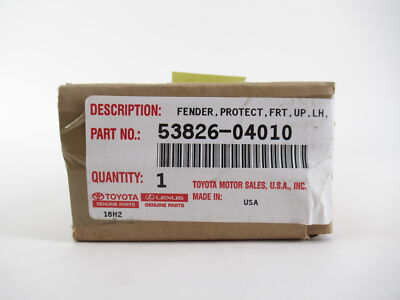 DESCRIPTION: FENDER,PROTECT,FRT,UP,LH,
PART NO.: 53826-04010
QUANTITY: 1 TOYOTA MOTOR SALES, U.S.A., INC.
TOYOTA LEXUS MADE IN: USA
GENUINE PARTS GENUINE PARTS
18H2